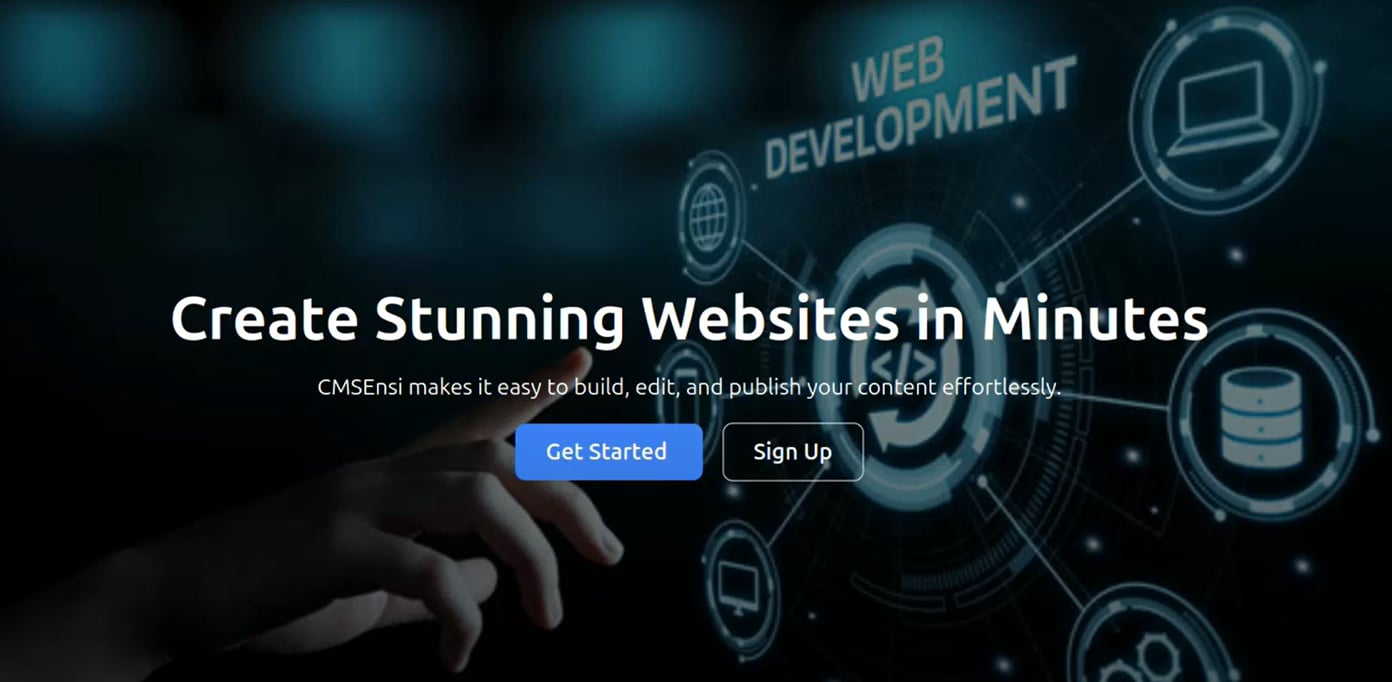 WEB
DEVELOPMENT
</>
Create Stunning Websites in Minutes
CMSEnsi makes it easy to build, edit, and publish your content effortlessly.
Get Started
Sign Up